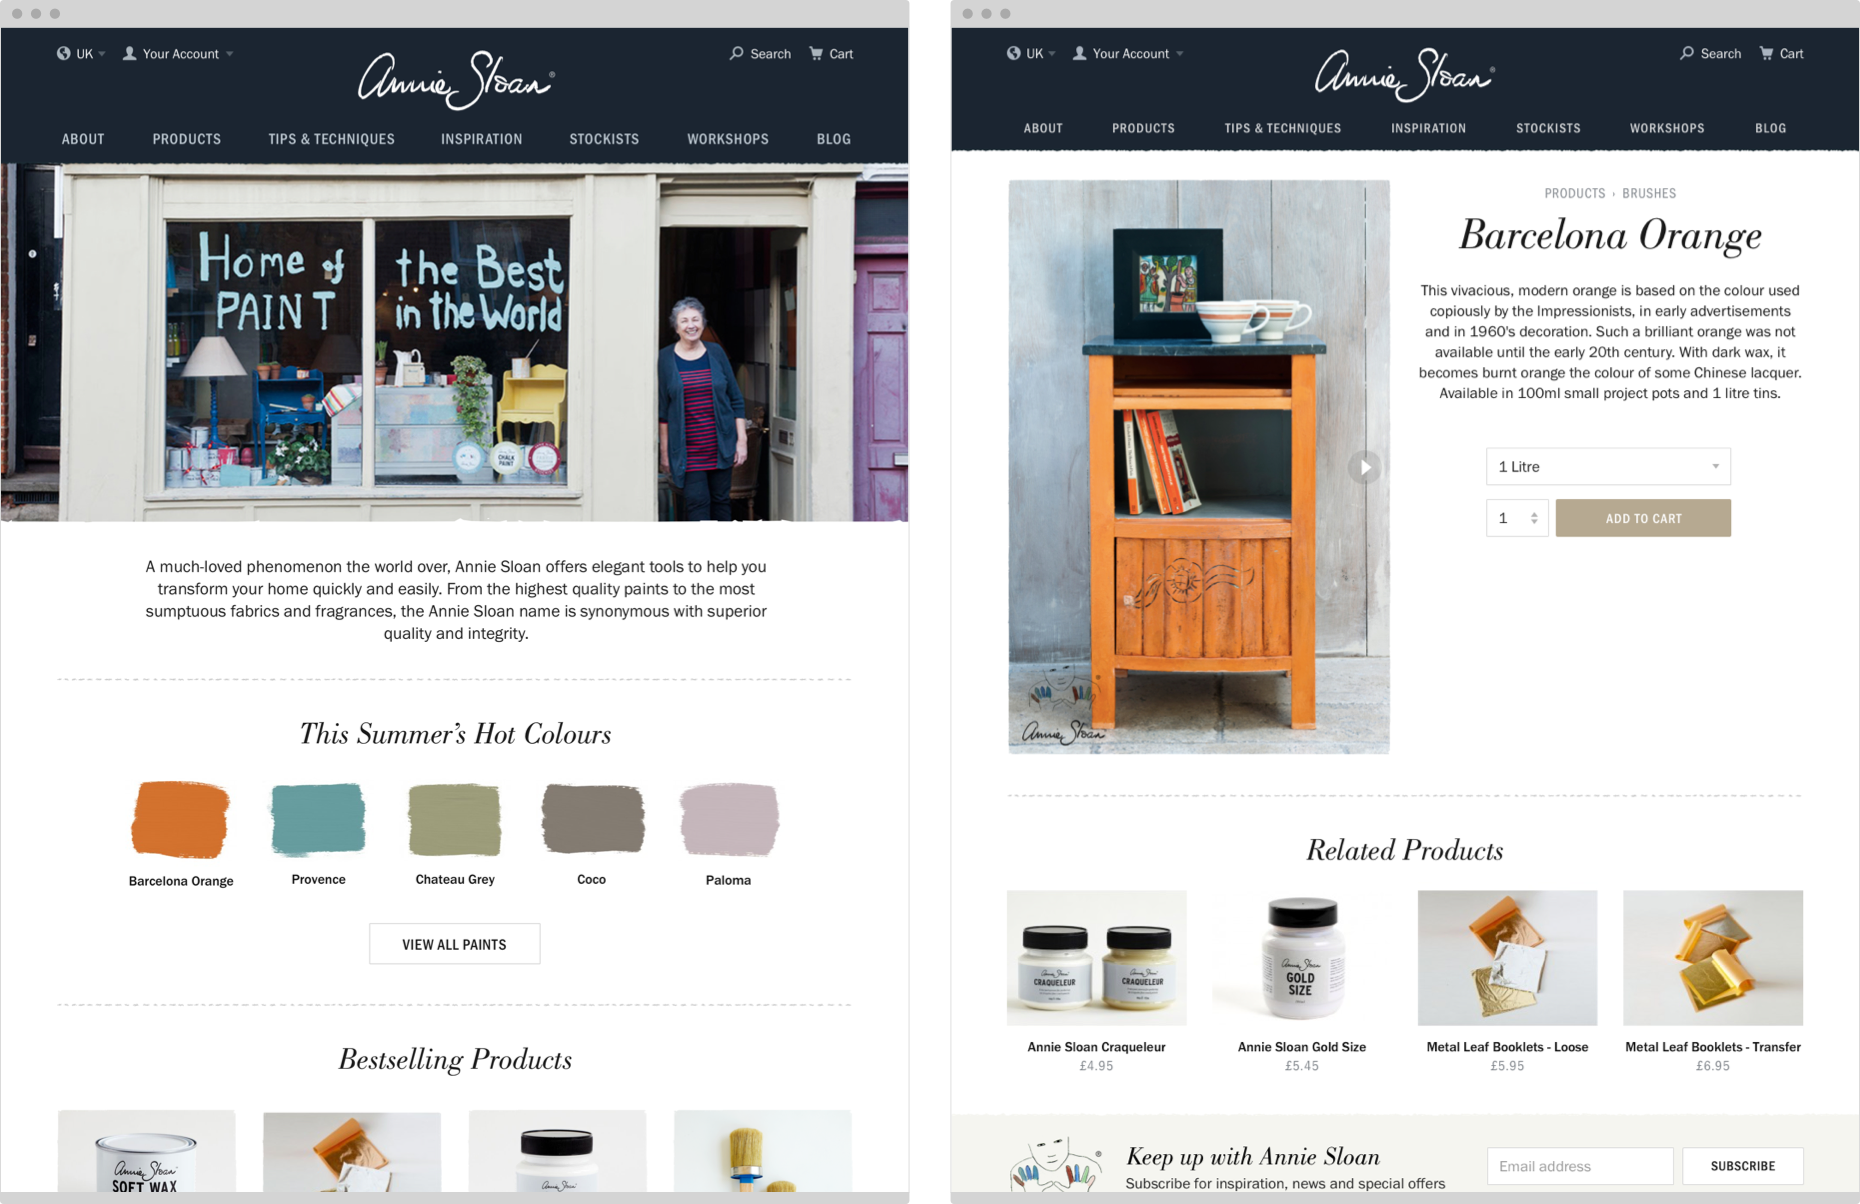 UK
Your Account
Annie Sloan®
Search
Cart
ABOUT
PRODUCTS
TIPS & TECHNIQUES
INSPIRATION
STOCKISTS
WORKSHOPS
BLOG
Home of
PAINT
the Best
in the World
CHALK
PAINT
A much-loved phenomenon the world over, Annie Sloan offers elegant tools to help you
transform your home quickly and easily. From the highest quality paints to the most
sumptuous fabrics and fragrances, the Annie Sloan name is synonymous with superior
quality and integrity.
This Summer’s Hot Colours
Barcelona Orange
Provence
Chateau Grey
Coco
Paloma
VIEW ALL PAINTS
Bestselling Products
Annie Sloan
SOFT WAX
Annie Sloan
UK
Your Account
Annie Sloan®
Search
Cart
ABOUT
PRODUCTS
TIPS & TECHNIQUES
INSPIRATION
STOCKISTS
WORKSHOPS
BLOG
PRODUCTS › BRUSHES
Barcelona Orange
This vivacious, modern orange is based on the colour used
copiously by the Impressionists, in early advertisements
and in 1960's decoration. Such a brilliant orange was not
available until the early 20th century. With dark wax, it
becomes burnt orange the colour of some Chinese lacquer.
Available in 100ml small project pots and 1 litre tins.
1 Litre
1
ADD TO CART
Annie Sloan
Related Products
Annie Sloan
CRAQUELEUR
Annie Sloan
CRAQUELEUR
Annie Sloan
GOLD
SIZE
Annie Sloan Craqueleur
£4.95
Annie Sloan Gold Size
£5.45
Metal Leaf Booklets - Loose
£5.95
Metal Leaf Booklets - Transfer
£6.95
Keep up with Annie Sloan
Subscribe for inspiration, news and special offers
Email address
SUBSCRIBE